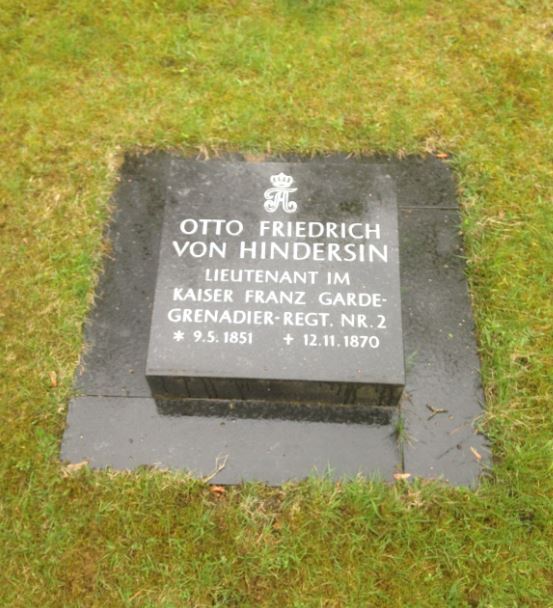 OTTO FRIEDRICH
VON HINDERSIN
LIEUTENANT IM
KAISER FRANZ GARDE-
GRENADIER-REGT. NR. 2
* 9.5.1851 + 12.11.1870